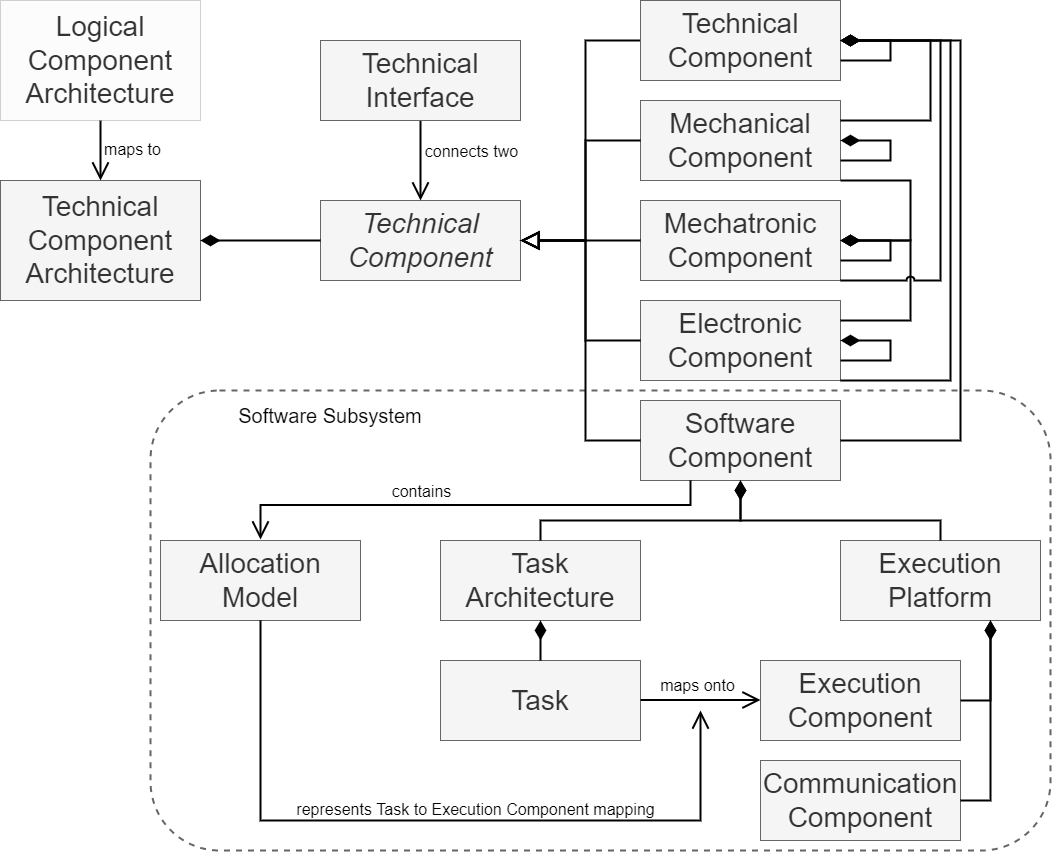 Logical
Component
Architecture
maps to
Technical
Component
Architecture
Technical
Interface
connects two
Technical
Component
Technical
Component
Mechanical
Component
Mechatronic
Component
Electronic
Component
Software Subsystem
Software
Component
contains
Allocation
Model
Task
Architecture
Execution
Platform
Task
maps onto
Execution
Component
Communication
Component
represents Task to Execution Component mapping